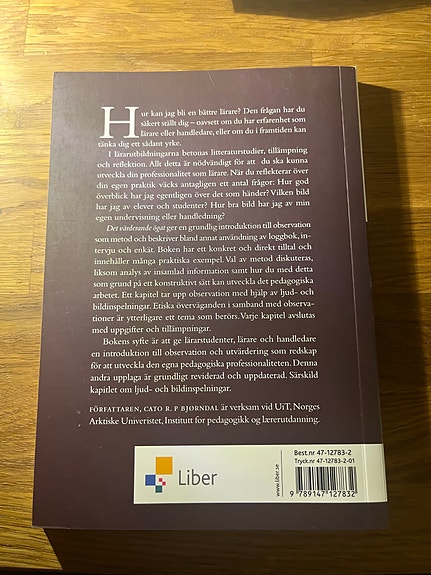 Hur kan jag bli en bättre lärare? Den frågan har du
säkert ställt dig – oavsett om du har erfarenhet som
lärare eller handledare, eller om du i framtiden kan
tänka dig ett sådant yrke.
I lärarutbildningarna betonas litteraturstudier, tillämpning
och reflektion. Allt detta är nödvändigt för att du ska kunna
utveckla din professionalitet som lärare. När du reflekterar över
din egen praktik väcks antagligen ett antal frågor: Hur god
överblick har jag egentligen över det som händer? Vilken bild
har jag av elever och studenter? Hur bra bild har jag av min
egen undervisning eller handledning?
Det värderande ögat ger en grundlig introduktion till observation
som metod och beskriver bland annat användning av loggbok, in-
tervju och enkät. Boken har ett konkret och direkt tilltal och
innehåller många praktiska exempel. Val av metod diskuteras,
liksom analys av insamlad information samt hur du med detta
som grund på ett konstruktivt sätt kan utveckla det pedagogiska
arbetet. Ett kapitel tar upp observation med hjälp av ljud- och
bildinspelningar. Etiska överväganden i samband med observa-
tioner är ytterligare ett tema som berörs. Varje kapitel avslutas
med uppgifter och tillämpningar.
Bokens syfte är att ge lärarstudenter, lärare och handledare
en introduktion till observation och utvärdering som redskap
för att utveckla den egna pedagogiska professionaliteten. Denna
andra upplaga är grundligt reviderad och uppdaterad. Särskild
kapitlet om ljud- och bildinspelningar.
FÖRFATTAREN, CATO R. P BJØRNDAL är verksam vid UiT, Norges
Arktiske Univeristet, Institutt for pedagogikk og lærerutdanning.
Liber
www.liber.se
Best.nr 47-12783-2
Tryck.nr 47-12783-2-01
9 789147 127832